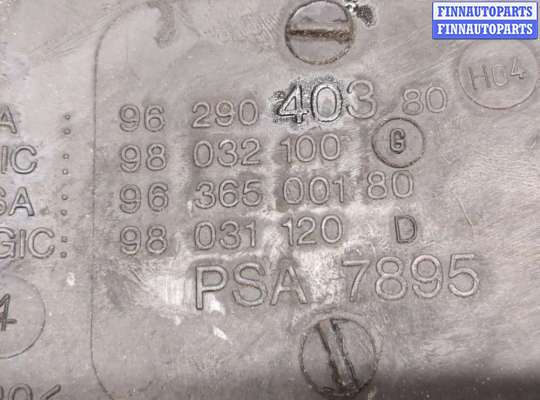 FINNAUTOPARTS
FINNAUTOPARTS
H04
A : 96 290 403 80
IC : 98 032 100 G
SA : 96 365 001 80
GIC: 98 031 120 D
PSA 7895
4